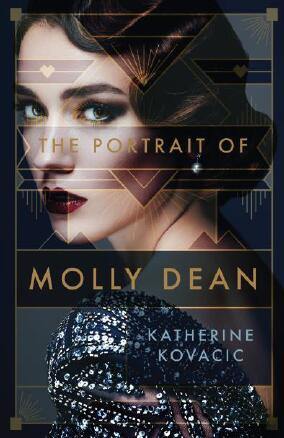 THE PORTRAIT OF
MOLLY DEAN
KATHERINE
KOVACIC